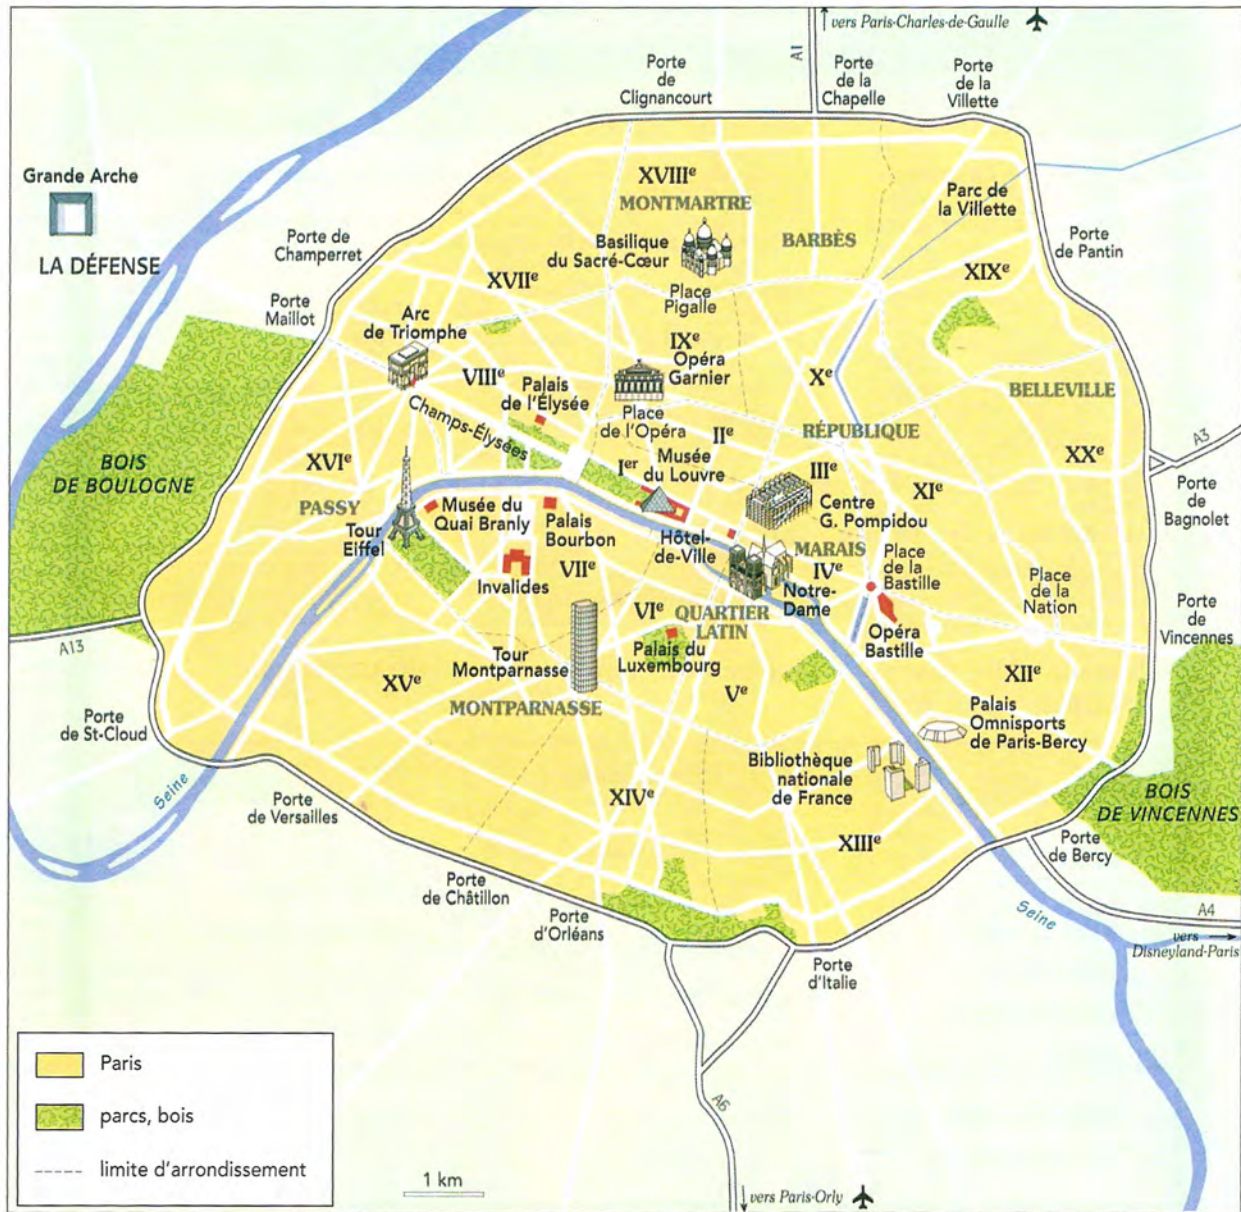 vers Paris-Charles-de-Gaulle
A1
Porte
de
Clignancourt
Porte
de la
Chapelle
Porte
de la
Villette
Grande Arche
LA DÉFENSE
Porte de
Champerret
Porte
Maillot
XVIIIe
MONTMARTRE
Basilique
du Sacré-Cœur
Place
Pigalle
BARBÈS
Parc de
la Villette
Porte
de Pantin
XIXe
XVIIe
Arc
de Triomphe
VIIIe
Palais
de l'Élysée
Champs-Élysées
IXe
Opéra
Garnier
Place
de l'Opéra
IIe
Xe
RÉPUBLIQUE
BELLEVILLE
XXe
A3
Porte
de
Bagnolet
BOIS
DE BOULOGNE
XVIe
PASSY
Tour
Eiffel
Musée du
Quai Branly
Palais
Bourbon
Invalides
VIIe
Ier
Musée
du Louvre
IIIe
Centre
G. Pompidou
XIe
Hôtel-
de-Ville
MARAIS
IVe
Notre-
Dame
Place
de la
Bastille
Opéra
Bastille
Place
de la
Nation
Porte
de
Vincennes
A13
VIe
QUARTIER
LATIN
Palais du
Luxembourg
Tour
Montparnasse
MONTPARNASSE
XVe
Ve
XIIe
Palais
Omnisports
de Paris-Bercy
Bibliothèque
nationale
de France
Porte
de St-Cloud
Seine
Porte
de Versailles
XIVe
XIIIe
BOIS
DE VINCENNES
Porte
de Bercy
Porte
de Châtillon
Porte
d'Orléans
Porte
d'Italie
Seine
A4
vers
Disneyland-Paris
Paris
parcs, bois
limite d'arrondissement
1 km
A6
vers Paris-Orly